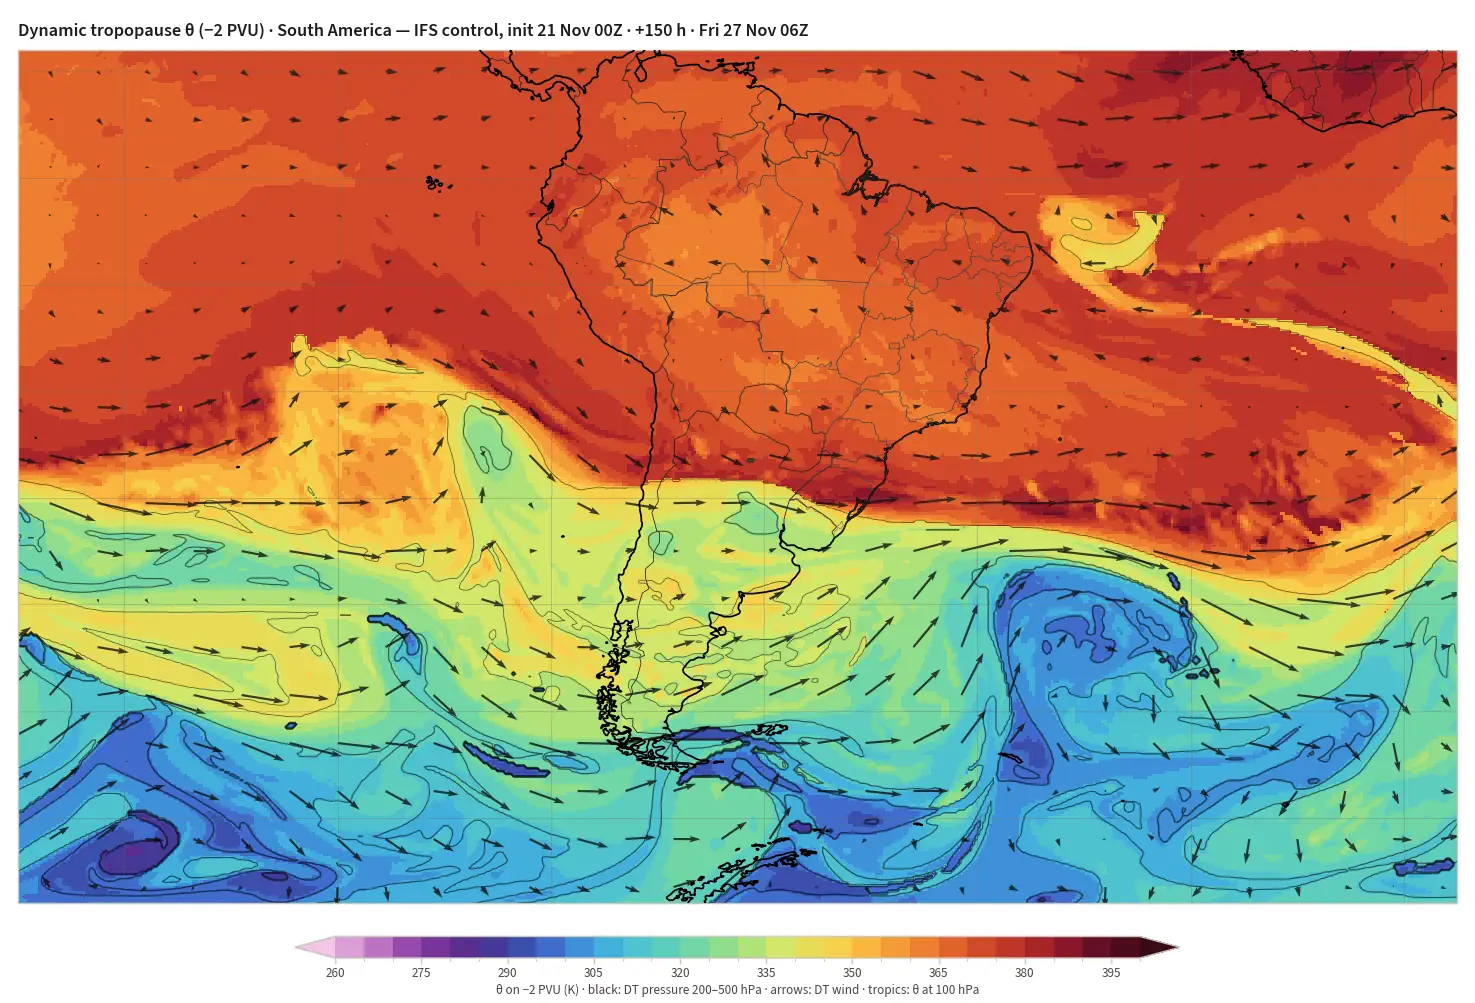 Dynamic tropopause θ (−2 PVU) · South America — IFS control, init 21 Nov 00Z · +150 h · Fri 27 Nov 06Z
260 275 290 305 320 335 350 365 380 395
θ on −2 PVU (K) · black: DT pressure 200–500 hPa · arrows: DT wind · tropics: θ at 100 hPa